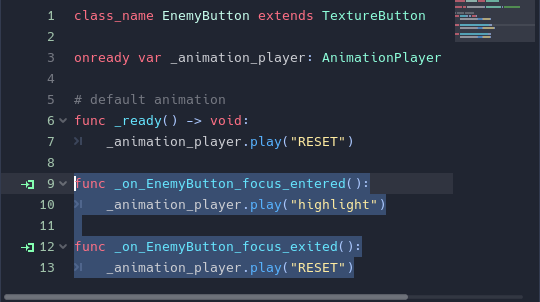 1 class_name EnemyButton extends TextureButton
2
3 onready var _animation_player: AnimationPlayer
4
5 # default animation
6 func _ready() -> void:
7 _animation_player.play("RESET")
8
9 func _on_EnemyButton_focus_entered():
10 _animation_player.play("highlight")
11
12 func _on_EnemyButton_focus_exited():
13 _animation_player.play("RESET")